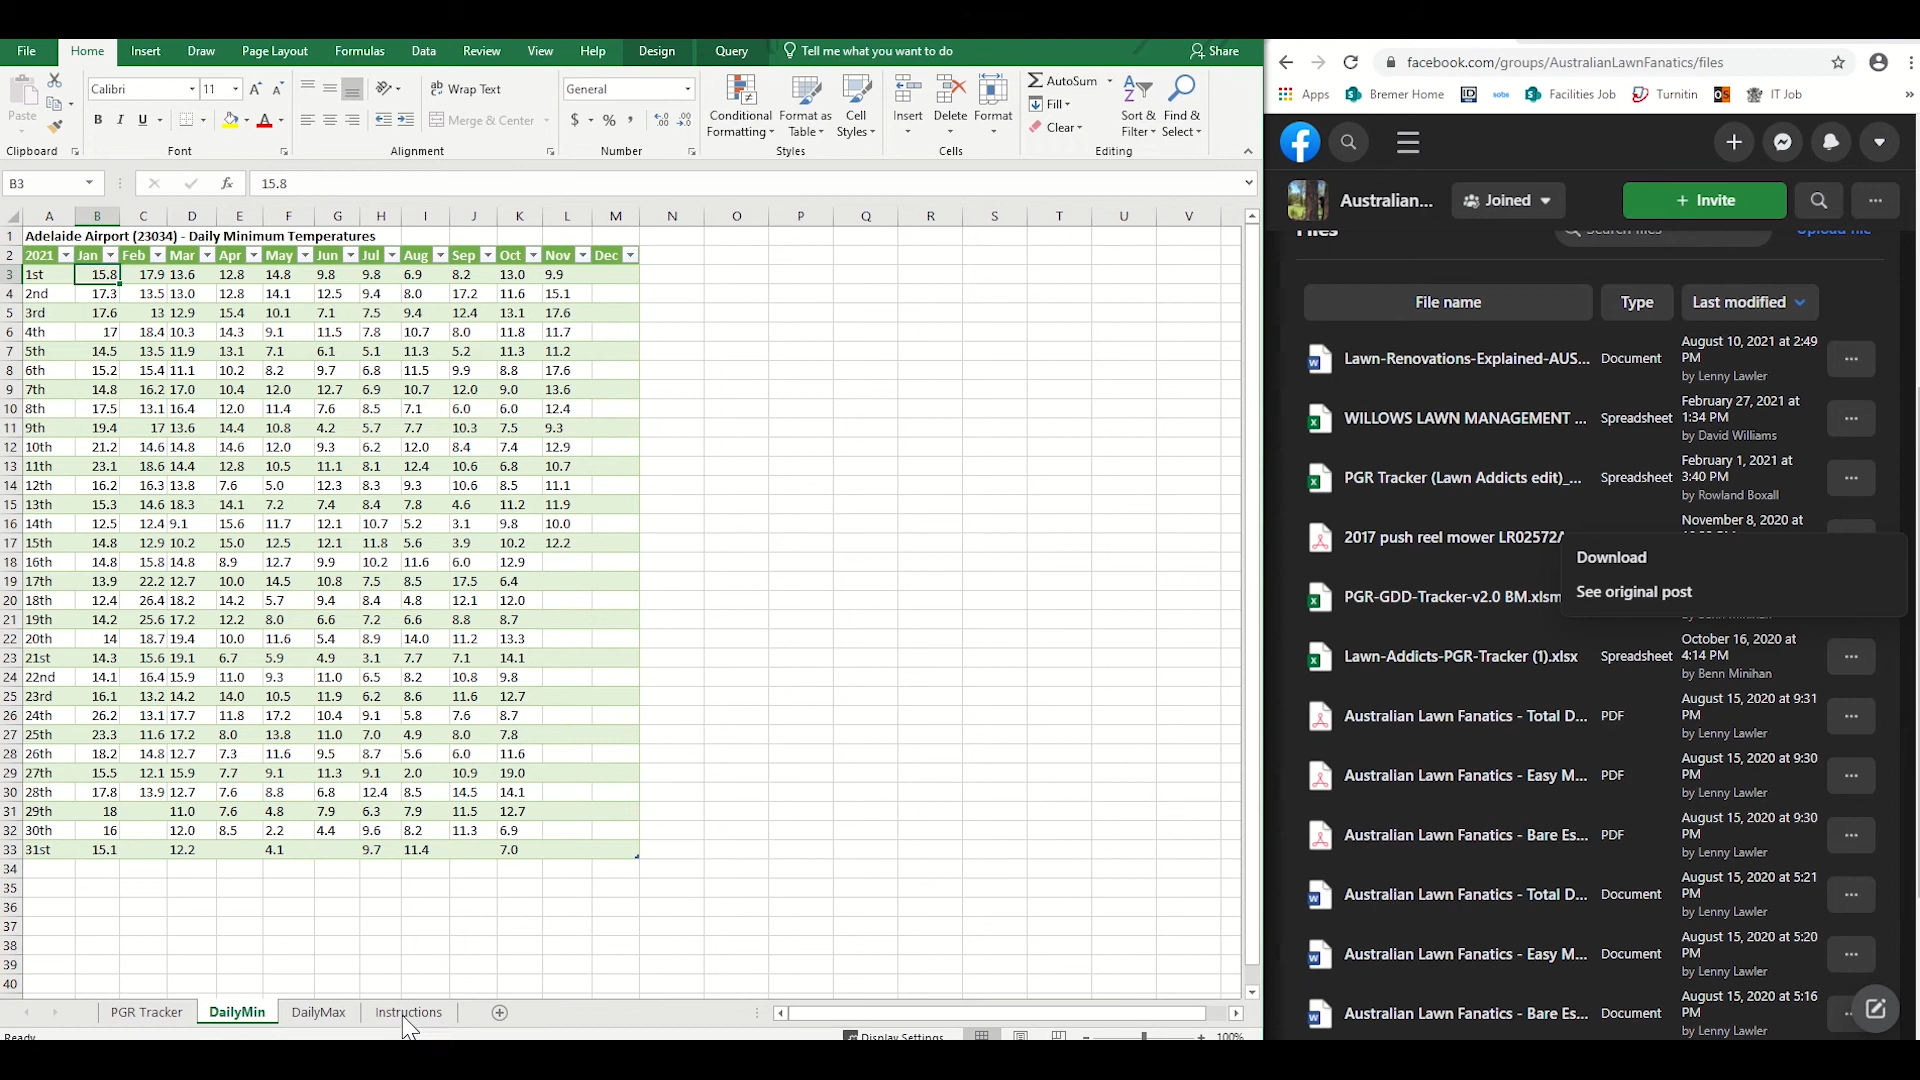 File Home Insert Draw Page Layout Formulas Data Review View Help Design Query Tell me what you want to do Share
Calibri 11 Wrap Text General AutoSum
Paste B I U Merge & Center $ % , Conditional Formatting Format as Table Cell Styles Insert Delete Format Fill Clear Sort & Filter Find & Select
Clipboard Font Alignment Number Styles Cells Editing
B3 fx 15.8
A B C D E F G H I J K L M N O P Q R S T U V
1 Adelaide Airport (23034) - Daily Minimum Temperatures
2 2021 Jan Feb Mar Apr May Jun Jul Aug Sep Oct Nov Dec
3 1st 15.8 17.9 13.6 12.8 14.8 9.8 9.8 6.9 8.2 13.0 9.9
4 2nd 17.3 13.5 13.0 12.8 14.1 12.5 9.4 8.0 17.2 11.6 15.1
5 3rd 17.6 13 12.9 15.4 10.1 7.1 7.5 9.4 12.4 13.1 17.6
6 4th 17 18.4 10.3 14.3 9.1 11.5 7.8 10.7 8.0 11.8 11.7
7 5th 14.5 13.5 11.9 13.1 7.1 6.1 5.1 11.3 5.2 11.3 11.2
8 6th 15.2 15.4 11.1 10.2 8.2 9.7 6.8 11.5 9.9 8.8 17.6
9 7th 14.8 16.2 17.0 10.4 12.0 12.7 6.9 10.7 12.0 9.0 13.6
10 8th 17.5 13.1 16.4 12.0 11.4 7.6 8.5 7.1 6.0 6.0 12.4
11 9th 19.4 17 13.6 14.4 10.8 4.2 5.7 7.7 10.3 7.5 9.3
12 10th 21.2 14.6 14.8 14.6 12.0 9.3 6.2 12.0 8.4 7.4 12.9
13 11th 23.1 18.6 14.4 12.8 10.5 11.1 8.1 12.4 10.6 6.8 10.7
14 12th 16.2 16.3 13.8 7.6 5.0 12.3 8.3 9.3 10.6 8.5 11.1
15 13th 15.3 14.6 18.3 14.1 7.2 7.4 8.4 7.8 4.6 11.2 11.9
16 14th 12.5 12.4 9.1 15.6 11.7 12.1 10.7 5.2 3.1 9.8 10.0
17 15th 14.8 12.9 10.2 15.0 12.5 12.1 11.8 5.6 3.9 10.2 12.2
18 16th 14.8 15.8 14.8 8.9 12.7 9.9 10.2 11.6 6.0 12.9
19 17th 13.9 22.2 12.7 10.0 14.5 10.8 7.5 8.5 17.5 6.4
20 18th 12.4 26.4 18.2 14.2 5.7 9.4 8.4 4.8 12.1 12.0
21 19th 14.2 25.6 17.2 12.2 8.0 6.6 7.2 6.6 8.8 8.7
22 20th 14 18.7 19.4 10.0 11.6 5.4 8.9 14.0 11.2 13.3
23 21st 14.3 15.6 19.1 6.7 5.9 4.9 3.1 7.7 7.1 14.1
24 22nd 14.1 16.4 15.9 11.0 9.3 11.0 6.5 8.2 10.8 9.8
25 23rd 16.1 13.2 14.2 14.0 10.5 11.9 6.2 8.6 11.6 12.7
26 24th 26.2 13.1 17.7 11.8 17.2 10.4 9.1 5.8 7.6 8.7
27 25th 23.3 11.6 17.2 8.0 13.8 11.0 7.0 4.9 8.0 7.8
28 26th 18.2 14.8 12.7 7.3 11.6 9.5 8.7 5.6 6.0 11.6
29 27th 15.5 12.1 15.9 7.7 9.1 11.3 9.1 2.0 10.9 19.0
30 28th 17.8 13.9 12.7 7.6 8.8 6.8 12.4 8.5 14.5 14.1
31 29th 18 11.0 7.6 4.8 7.9 6.3 7.9 11.5 12.7
32 30th 16 12.0 8.5 2.2 4.4 9.6 8.2 11.3 6.9
33 31st 15.1 12.2 4.1 9.7 11.4 7.0
34
35
36
37
38
39
40
PGR Tracker DailyMin DailyMax Instructions
Ready Display Settings 100%
facebook.com/groups/AustralianLawnFanatics/files
Apps Bremer Home Facilities Job Turnitin IT Job
Australian... Joined + Invite
Files Search files Upload file
File name Type Last modified
Lawn-Renovations-Explained-AUS... Document August 10, 2021 at 2:49 PM
by Lenny Lawler
WILLOWS LAWN MANAGEMENT ... Spreadsheet February 27, 2021 at 1:34 PM
by David Williams
PGR Tracker (Lawn Addicts edit)_... Spreadsheet February 1, 2021 at 3:40 PM
by Rowland Boxall
2017 push reel mower LR02572A November 8, 2020 at
Download
See original post
PGR-GDD-Tracker-v2.0 BM.xlsm
Lawn-Addicts-PGR-Tracker (1).xlsx Spreadsheet October 16, 2020 at 4:14 PM
by Benn Minihan
Australian Lawn Fanatics - Total D... PDF August 15, 2020 at 9:31 PM
by Lenny Lawler
Australian Lawn Fanatics - Easy M... PDF August 15, 2020 at 9:30 PM
by Lenny Lawler
Australian Lawn Fanatics - Bare Es... PDF August 15, 2020 at 9:30 PM
by Lenny Lawler
Australian Lawn Fanatics - Total D... Document August 15, 2020 at 5:21 PM
by Lenny Lawler
Australian Lawn Fanatics - Easy M... Document August 15, 2020 at 5:20 PM
by Lenny Lawler
Australian Lawn Fanatics - Bare Es... Document August 15, 2020 at 5:16 PM
by Lenny Lawler